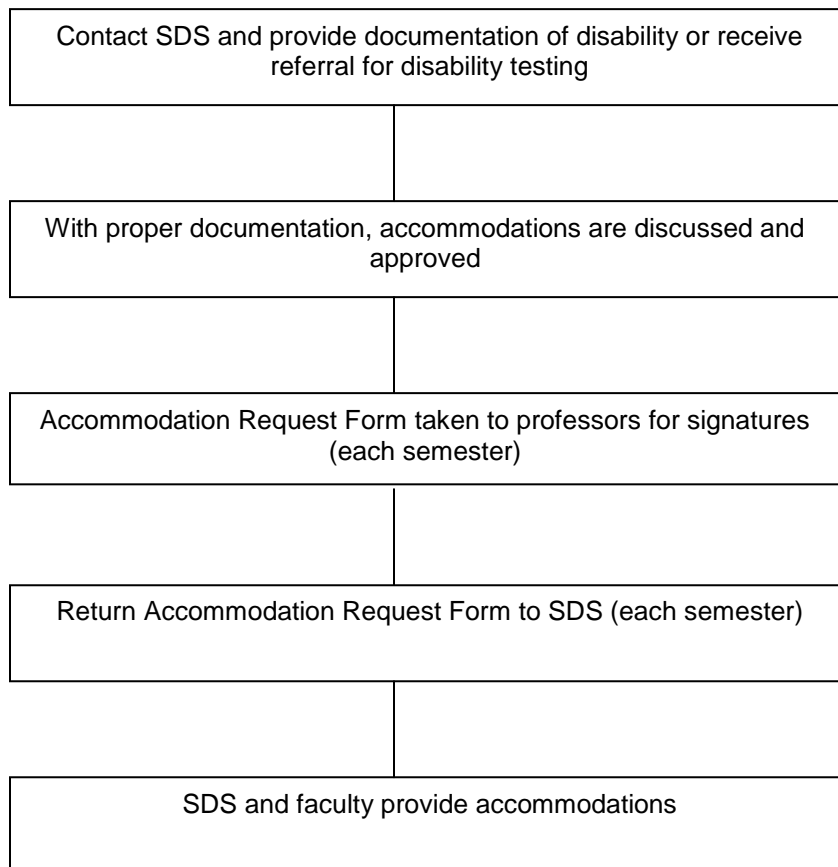 Contact SDS and provide documentation of disability or receive
referral for disability testing
With proper documentation, accommodations are discussed and
approved
Accommodation Request Form taken to professors for signatures
(each semester)
Return Accommodation Request Form to SDS (each semester)
SDS and faculty provide accommodations